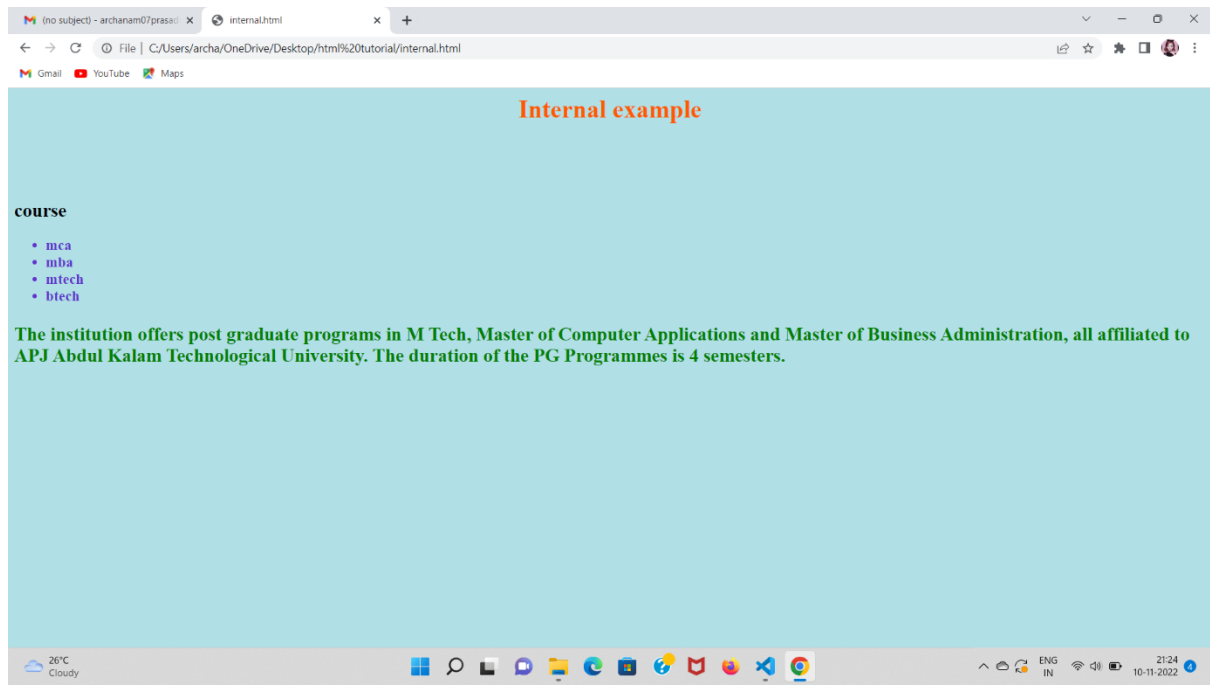 (no subject) - archanam07prasad
internal.html
File | C:/Users/archa/OneDrive/Desktop/html%20tutorial/internal.html
Gmail YouTube Maps
Internal example
course
• mca
• mba
• mtech
• btech
The institution offers post graduate programs in M Tech, Master of Computer Applications and Master of Business Administration, all affiliated to
APJ Abdul Kalam Technological University. The duration of the PG Programmes is 4 semesters.
26°C
Cloudy
ENG
IN
21:24
10-11-2022
4